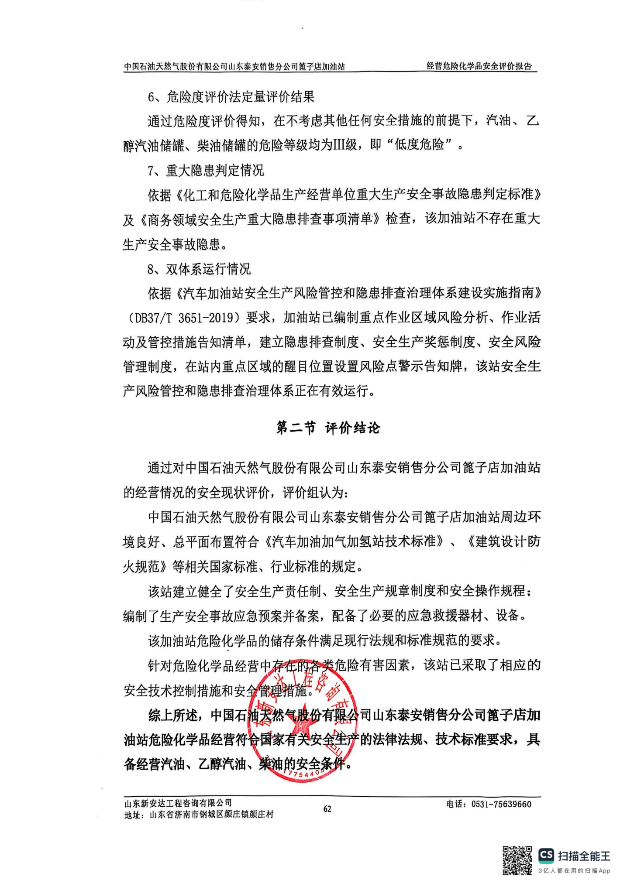 中国石油天然气股份有限公司山东泰安销售分公司篦子店加油站 经营危险化学品安全评价报告
6、危险度评价法定量评价结果
通过危险度评价得知，在不考虑其他任何安全措施的前提下，汽油、乙
醇汽油储罐、柴油储罐的危险等级均为III级，即“低度危险”。
7、重大隐患判定情况
依据《化工和危险化学品生产经营单位重大生产安全事故隐患判定标准》
及《商务领域安全生产重大隐患排查事项清单》检查，该加油站不存在重大
生产安全事故隐患。
8、双体系运行情况
依据《汽车加油站安全生产风险管控和隐患排查治理体系建设实施指南》
（DB37/T 3651-2019）要求，加油站已编制重点作业区域风险分析、作业活
动及管控措施告知清单，建立隐患排查制度、安全生产奖惩制度、安全风险
管理制度，在站内重点区域的醒目位置设置风险点警示告知牌，该站安全生
产风险管控和隐患排查治理体系正在有效运行。
第二节 评价结论
通过对中国石油天然气股份有限公司山东泰安销售分公司篦子店加油站
的经营情况的安全现状评价，评价组认为：
中国石油天然气股份有限公司山东泰安销售分公司篦子店加油站周边环
境良好、总平面布置符合《汽车加油加气加氢站技术标准》、《建筑设计防
火规范》等相关国家标准、行业标准的规定。
该站建立健全了安全生产责任制、安全生产规章制度和安全操作规程；
编制了生产安全事故应急预案并备案，配备了必要的应急救援器材、设备。
该加油站危险化学品的储存条件满足现行法规和标准规范的要求。
针对危险化学品经营中存在的各类危险有害因素，该站已采取了相应的
安全技术控制措施和安全管理措施。
综上所述，中国石油天然气股份有限公司山东泰安销售分公司篦子店加
油站危险化学品经营符合国家有关安全生产的法律法规、技术标准要求，具
备经营汽油、乙醇汽油、柴油的安全条件。
山东新安达工程咨询有限公司 电话：0531-75639660
地址：山东省济南市钢城区颜庄镇颜庄村
62
CS 扫描全能王
3亿人都在用的扫描App